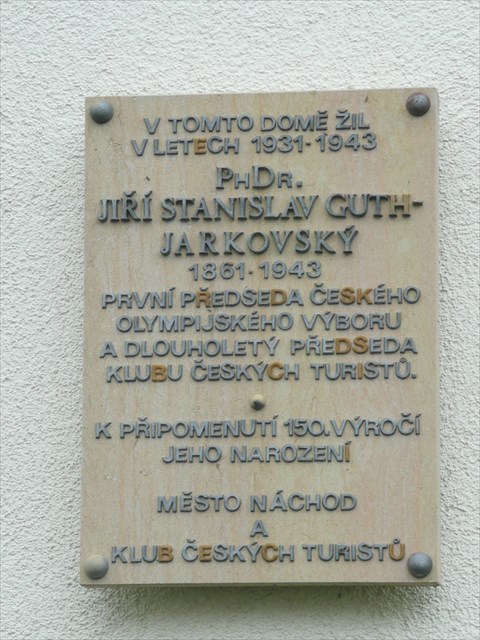 V TOMTO DOMĚ ŽIL
V LETECH 1931-1943
PHDR.
JIŘÍ STANISLAV GUTH-
JARKOVSKÝ
1861-1943
PRVNÍ PŘEDSEDA ČESKÉHO
OLYMPIJSKÉHO VÝBORU
A DLOUHOLETÝ PŘEDSEDA
KLUBU ČESKÝCH TURISTŮ.
K PŘIPOMENUTÍ 150.VÝROČÍ
JEHO NAROZENÍ
MĚSTO NÁCHOD
A
KLUB ČESKÝCH TURISTŮ